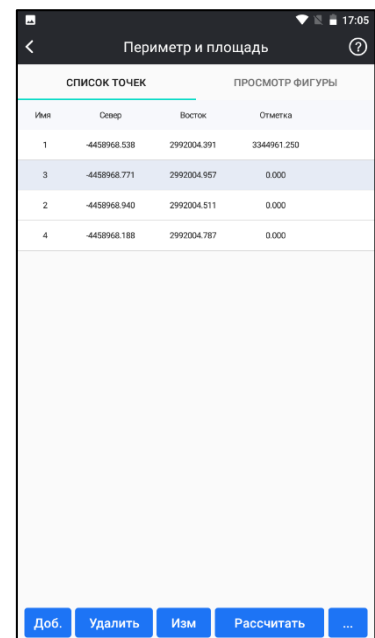 17:05
Периметр и площадь
СПИСОК ТОЧЕК ПРОСМОТР ФИГУРЫ
Имя Север Восток Отметка
1 -4458968.538 2992004.391 3344961.250
3 -4458968.771 2992004.957 0.000
2 -4458968.940 2992004.511 0.000
4 -4458968.188 2992004.787 0.000
Доб. Удалить Изм Рассчитать ...